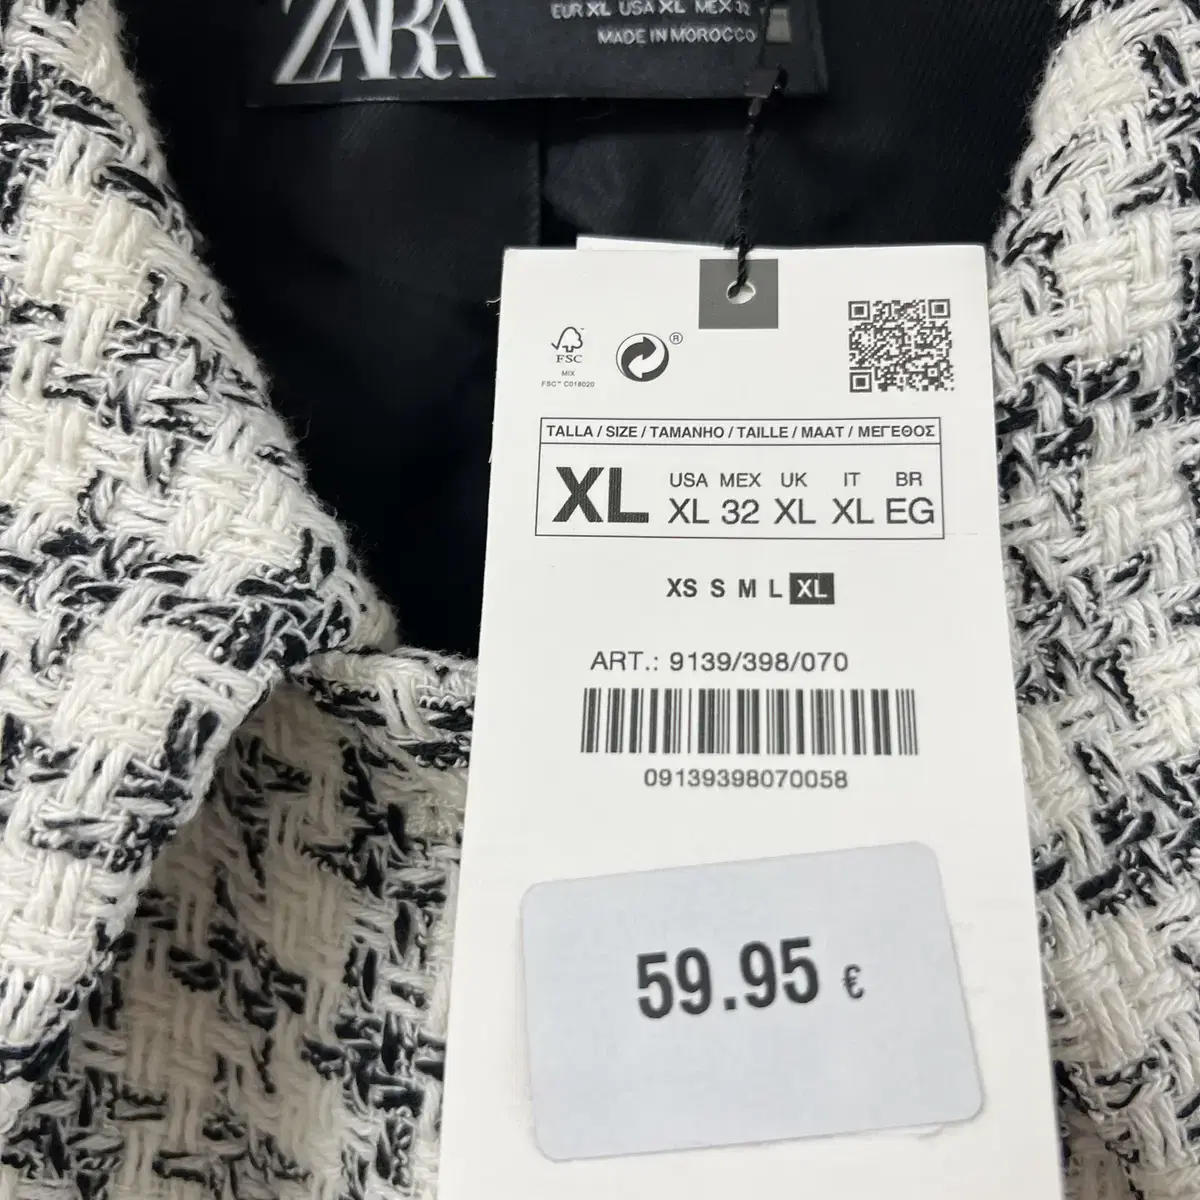 ZARA
EUR XL USA XL MEX 32
MADE IN MOROCCO
FSC
MIX
FSC™ C018020
®
TALLA / SIZE / TAMANHO / TAILLE / MAAT / ΜΕΓΕΘΟΣ
XL
USA MEX UK IT BR
XL 32 XL XL EG
XS S M L XL
ART.: 9139/398/070
09139398070058
59.95 €